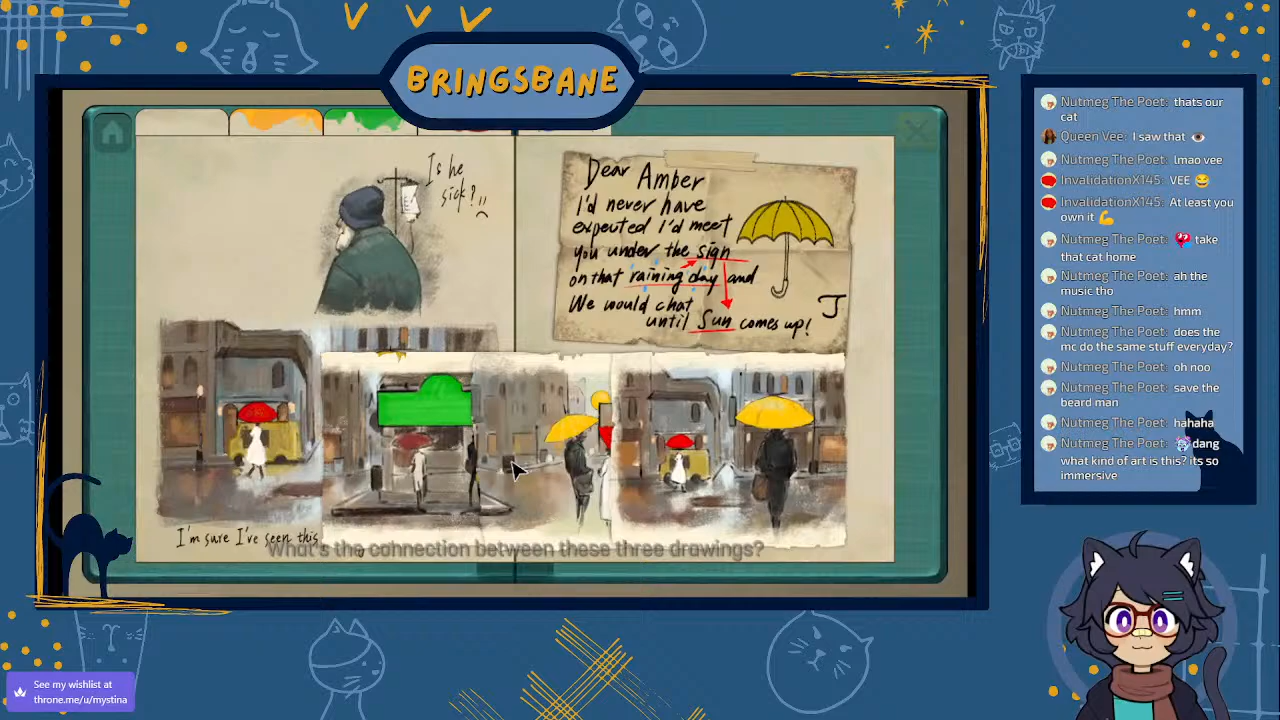 BRINGSBANE
Is he
sick?
Dear Amber
I'd never have
expected I'd meet
you under the sign
on that raining day and
We would chat
until Sun comes up!
J
I'm sure I've seen this
What's the connection between these three drawings?
Nutmeg The Poet: thats our
cat
Queen Vee: I saw that
Nutmeg The Poet: lmao vee
InvalidationX145: VEE
InvalidationX145: At least you
own it
Nutmeg The Poet: take
that cat home
Nutmeg The Poet: ah the
music tho
Nutmeg The Poet: hmm
Nutmeg The Poet: does the
mc do the same stuff everyday?
Nutmeg The Poet: oh noo
Nutmeg The Poet: save the
beard man
Nutmeg The Poet: hahaha
Nutmeg The Poet: dang
what kind of art is this? its so
immersive
See my wishlist at
throne.me/u/mystina